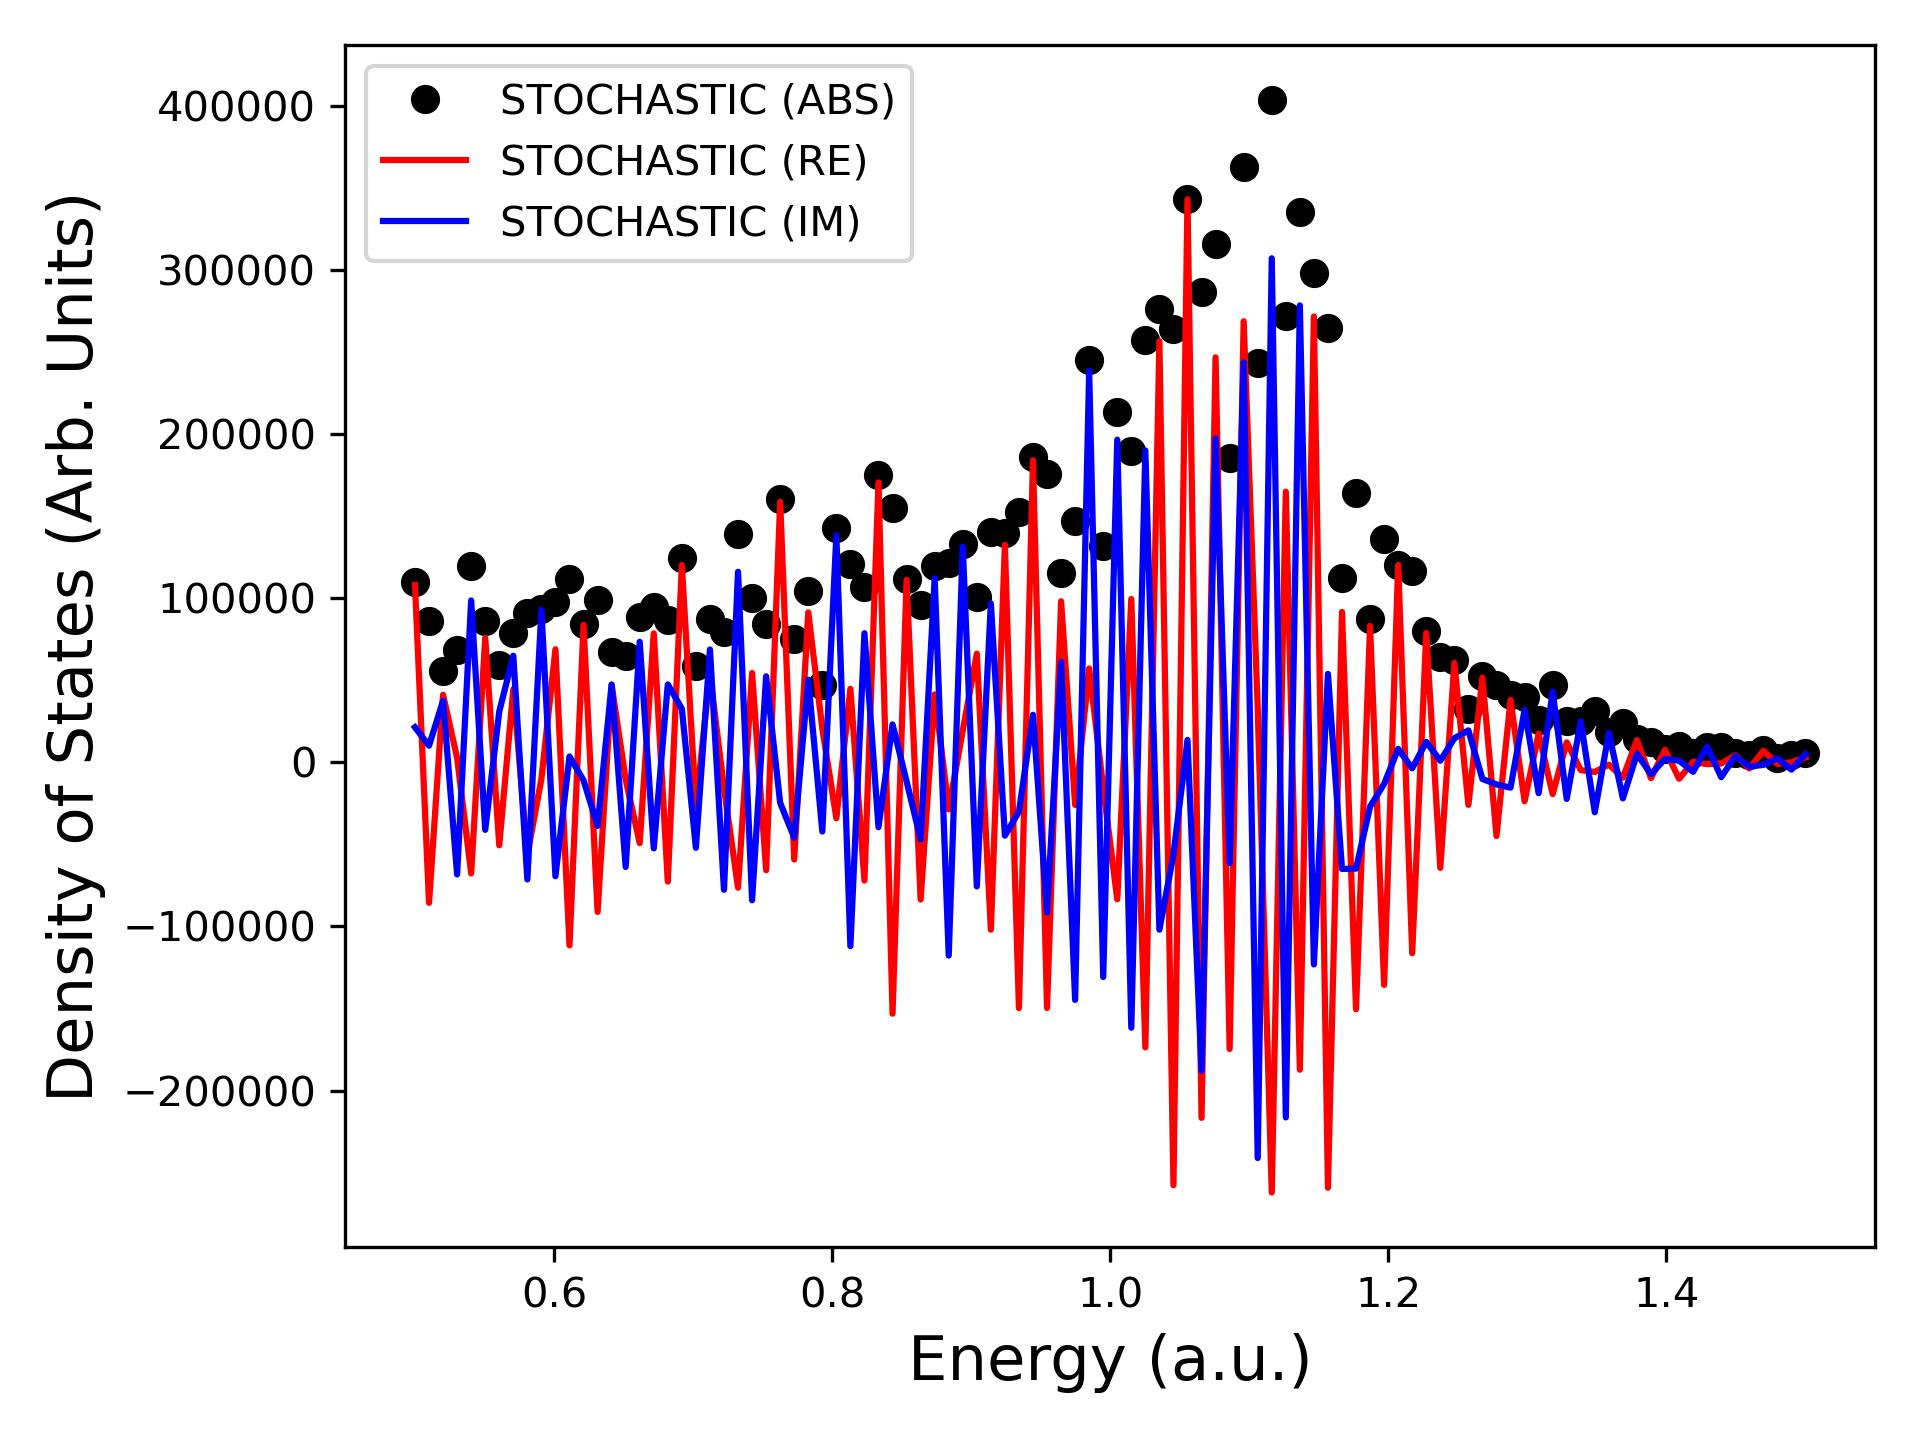 STOCHASTIC (ABS)
STOCHASTIC (RE)
STOCHASTIC (IM)
Density of States (Arb. Units)
400000
300000
200000
100000
0
−100000
−200000
0.6 0.8 1.0 1.2 1.4
Energy (a.u.)